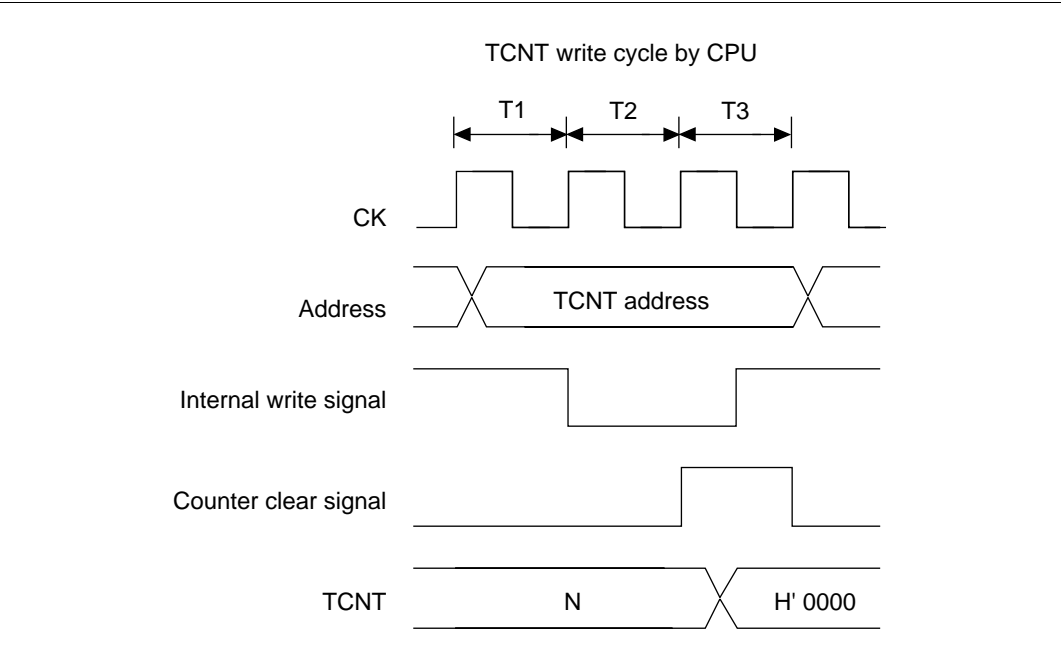 TCNT write cycle by CPU
T1 T2 T3
CK
Address TCNT address
Internal write signal
Counter clear signal
TCNT N H' 0000